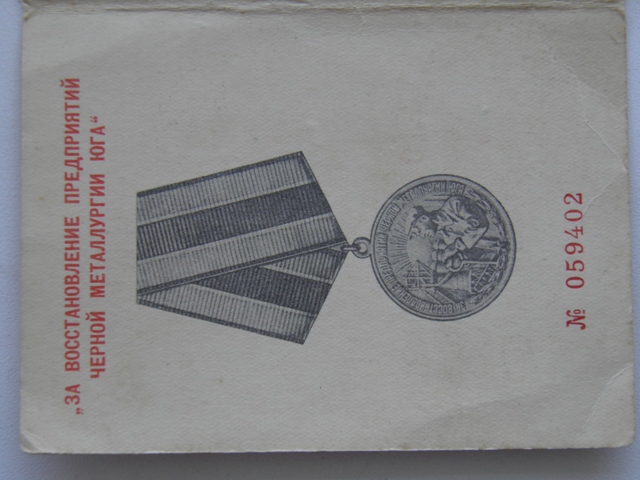 „ЗА ВОССТАНОВЛЕНИЕ ПРЕДПРИЯТИЙ
ЧЕРНОЙ МЕТАЛЛУРГИИ ЮГА“
№ 059402